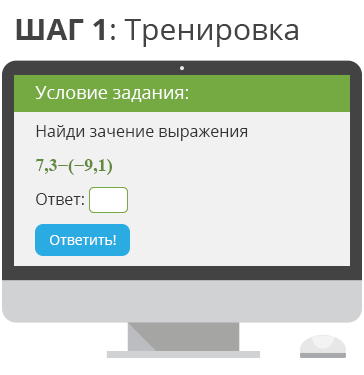 ШАГ 1: Тренировка
Условие задания:
Найди зачение выражения
7,3−(−9,1)
Ответ:
Ответить!